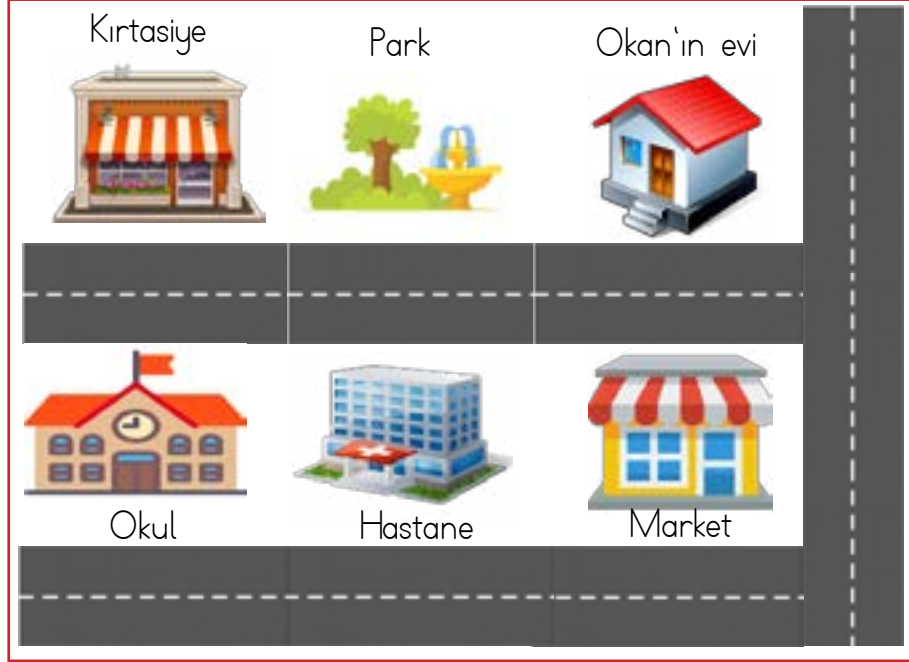 Kırtasiye
Park
Okan'ın evi
Okul
Hastane
Market